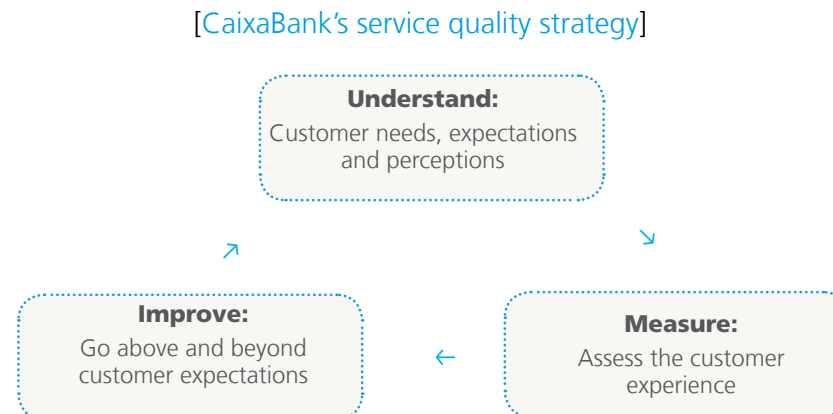 [CaixaBank’s service quality strategy]
Understand:
Customer needs, expectations
and perceptions
Improve:
Go above and beyond
customer expectations
Measure:
Assess the customer
experience